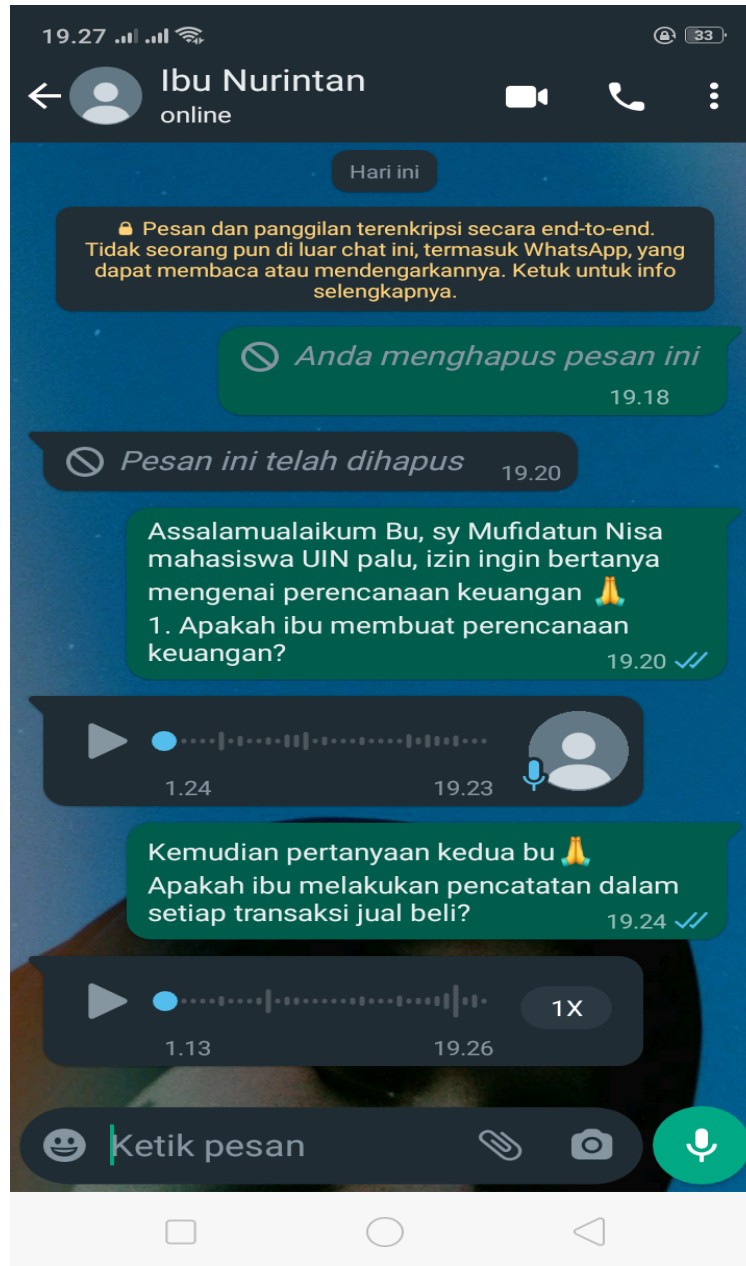 19.27
33
Ibu Nurintan
online
Hari ini
Pesan dan panggilan terenkripsi secara end-to-end.
Tidak seorang pun di luar chat ini, termasuk WhatsApp, yang
dapat membaca atau mendengarkannya. Ketuk untuk info
selengkapnya.
Anda menghapus pesan ini
19.18
Pesan ini telah dihapus 19.20
Assalamualaikum Bu, sy Mufidatun Nisa
mahasiswa UIN palu, izin ingin bertanya
mengenai perencanaan keuangan 🙏
1. Apakah ibu membuat perencanaan
keuangan? 19.20
1.24 19.23
Kemudian pertanyaan kedua bu🙏
Apakah ibu melakukan pencatatan dalam
setiap transaksi jual beli? 19.24
1X
1.13 19.26
Ketik pesan